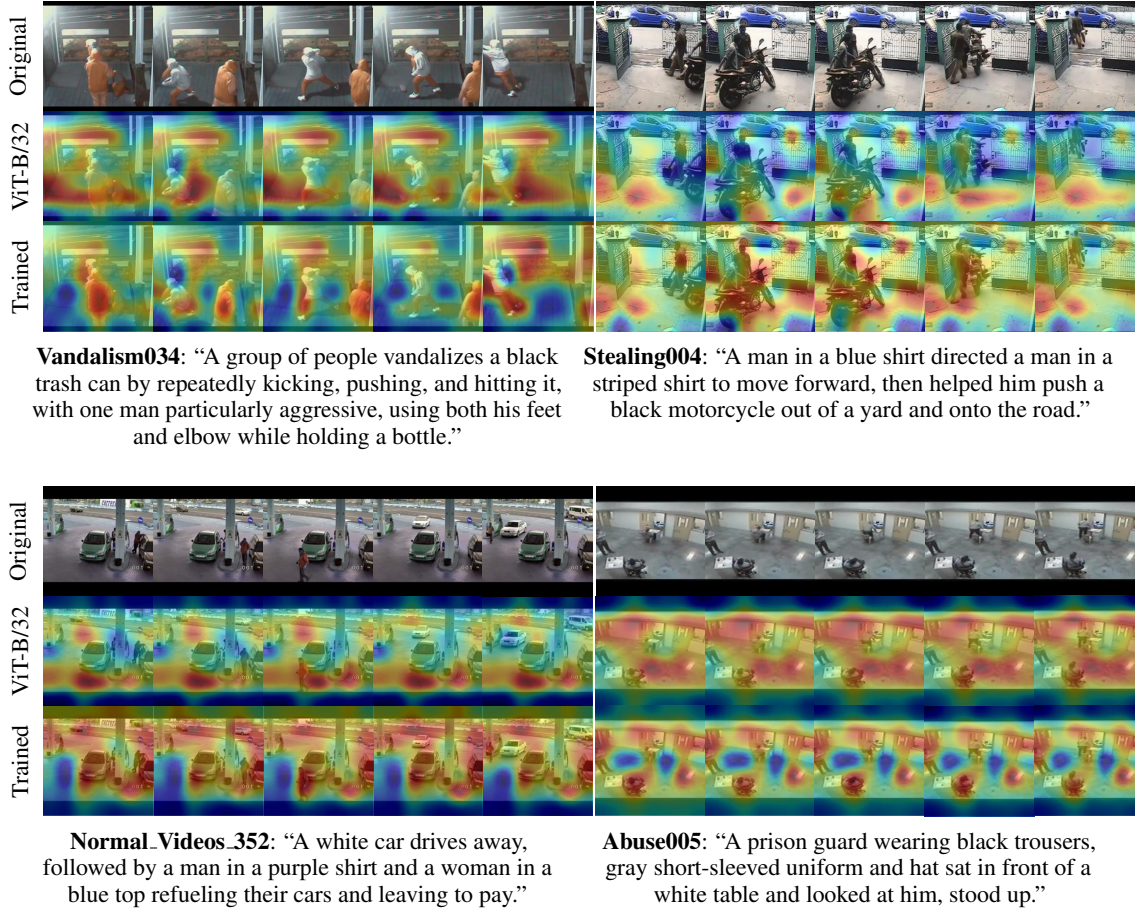 Original
ViT-B/32
Trained
Vandalism034: “A group of people vandalizes a black
trash can by repeatedly kicking, pushing, and hitting it,
with one man particularly aggressive, using both his feet
and elbow while holding a bottle.”
Stealing004: “A man in a blue shirt directed a man in a
striped shirt to move forward, then helped him push a
black motorcycle out of a yard and onto the road.”
Original
ViT-B/32
Trained
Normal_Videos_352: “A white car drives away,
followed by a man in a purple shirt and a woman in a
blue top refueling their cars and leaving to pay.”
Abuse005: “A prison guard wearing black trousers,
gray short-sleeved uniform and hat sat in front of a
white table and looked at him, stood up.”